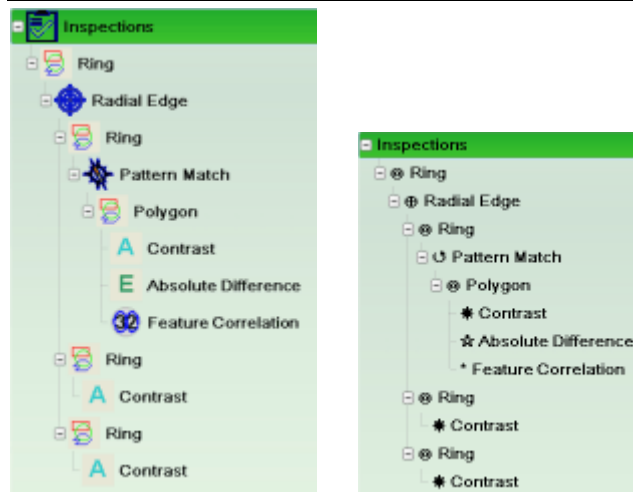 Inspections
Ring
Radial Edge
Ring
Pattern Match
Polygon
A Contrast
E Absolute Difference
32 Feature Correlation
Ring
A Contrast
Ring
A Contrast
Inspections
Ring
Radial Edge
Ring
Pattern Match
Polygon
Contrast
Absolute Difference
Feature Correlation
Ring
Contrast
Ring
Contrast